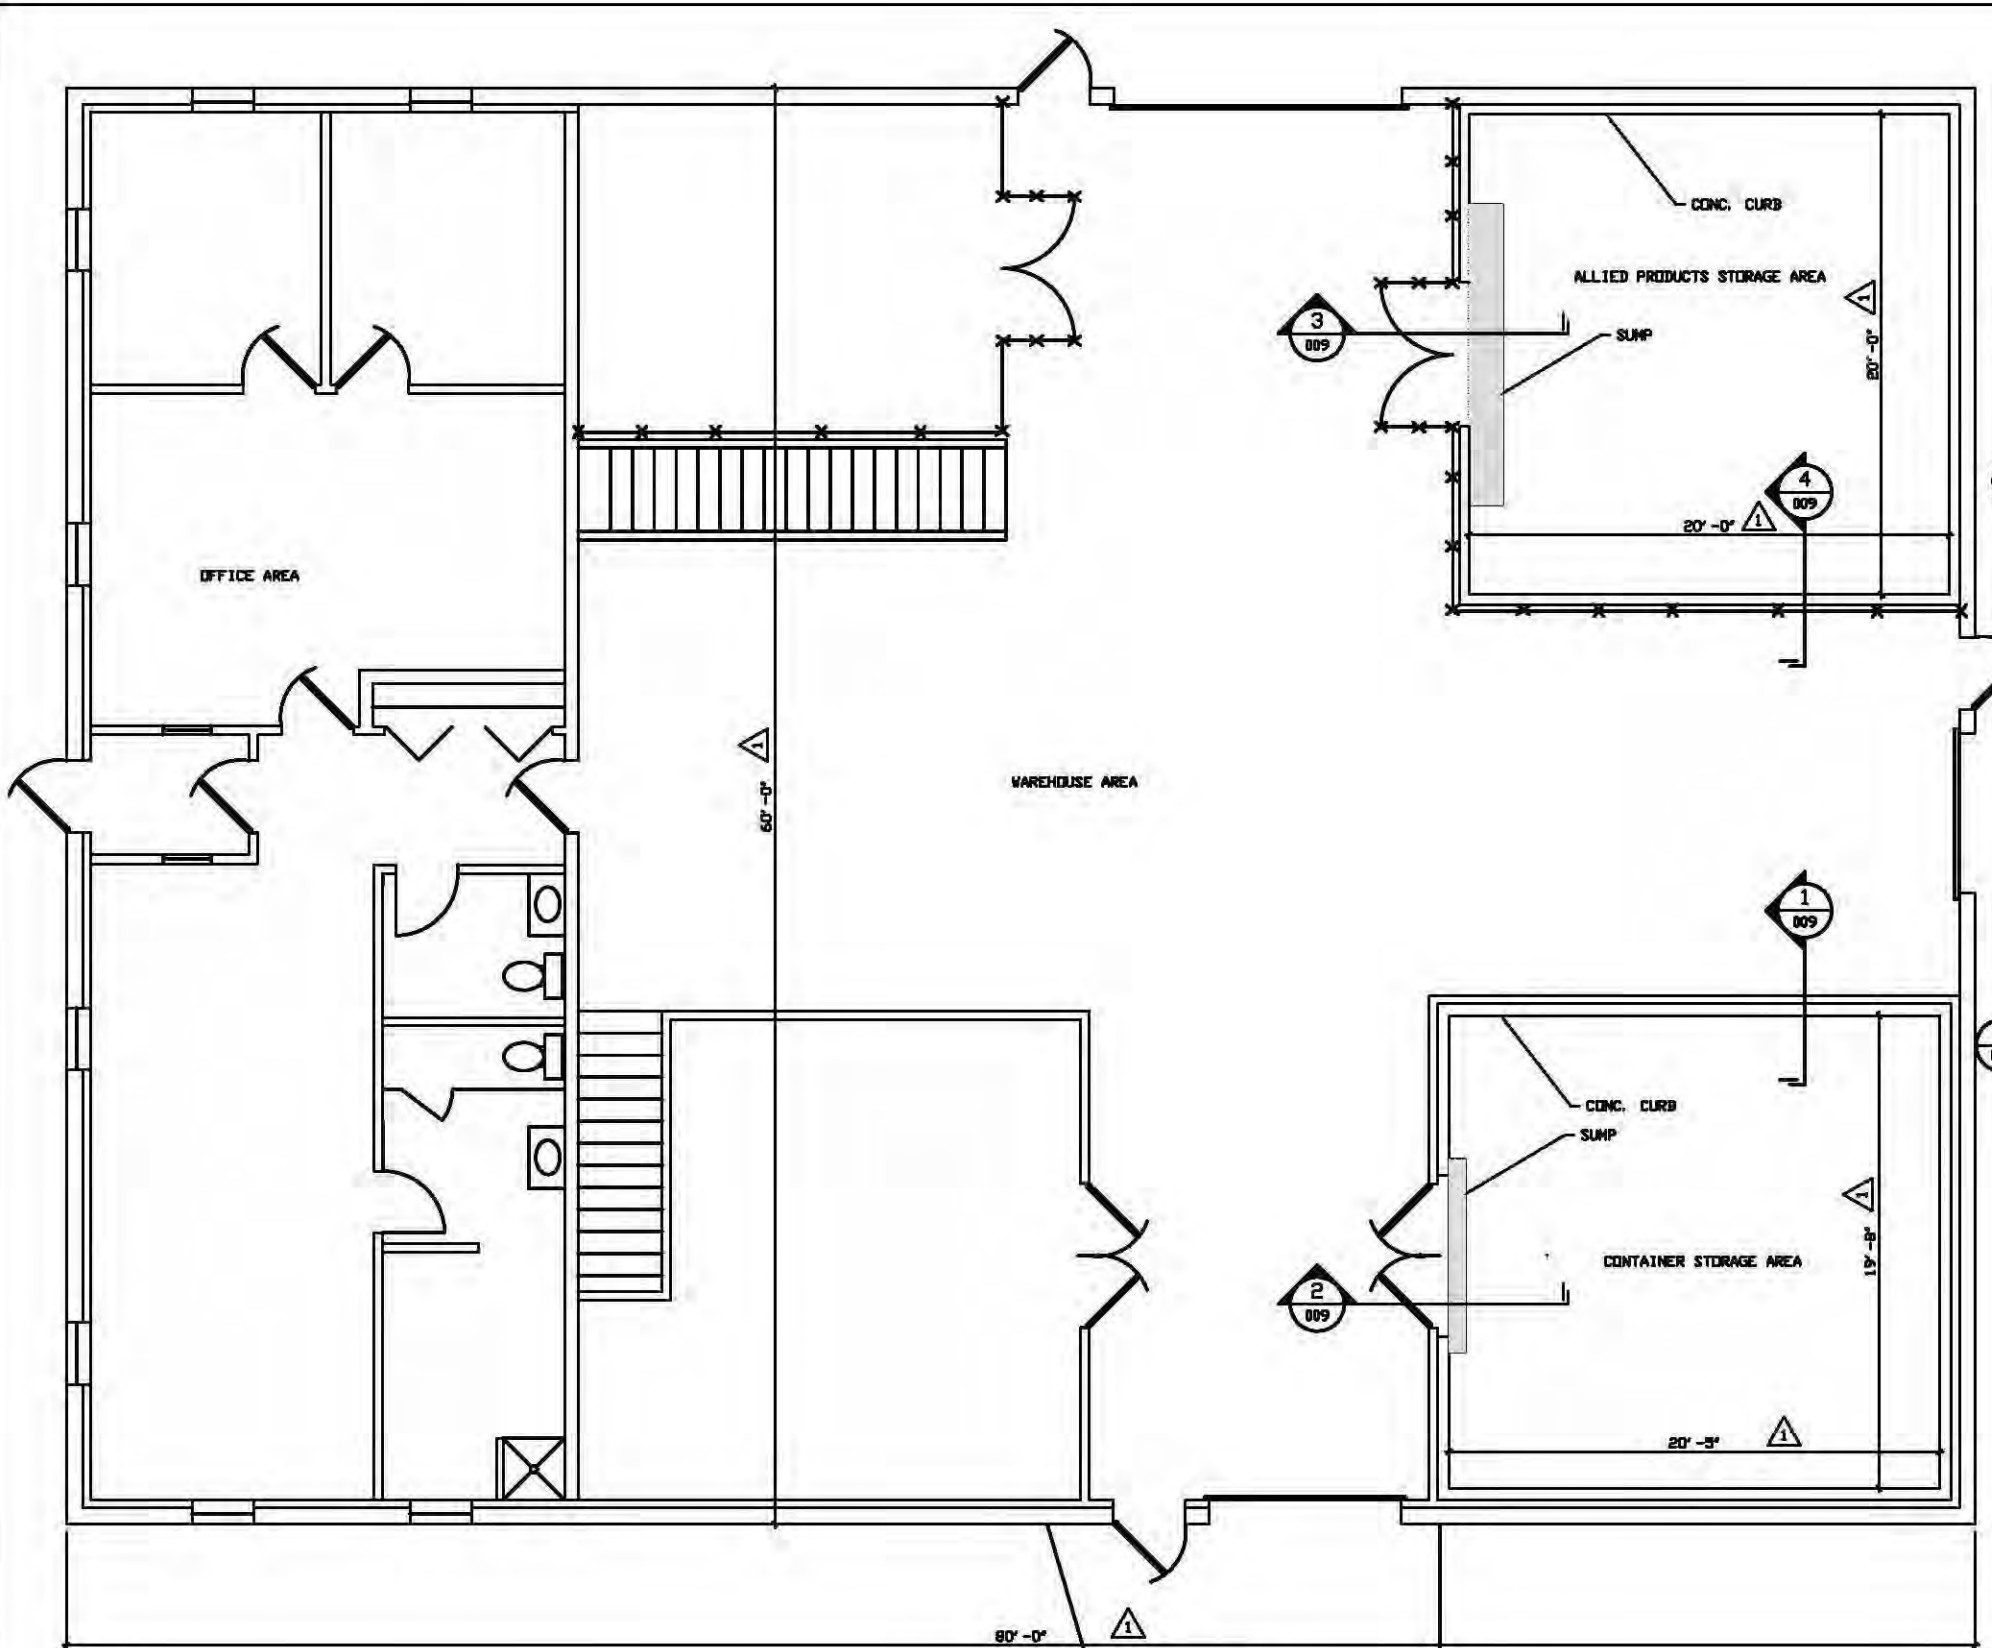 CONC. CURB
ALLIED PRODUCTS STORAGE AREA
1
3
009
SUMP
20'-0"
4
009
20'-0"
1
OFFICE AREA
1
60'-0"
WAREHOUSE AREA
1
009
CONC. CURB
SUMP
1
19'-8"
CONTAINER STORAGE AREA
2
009
20'-5"
1
80'-0"
1